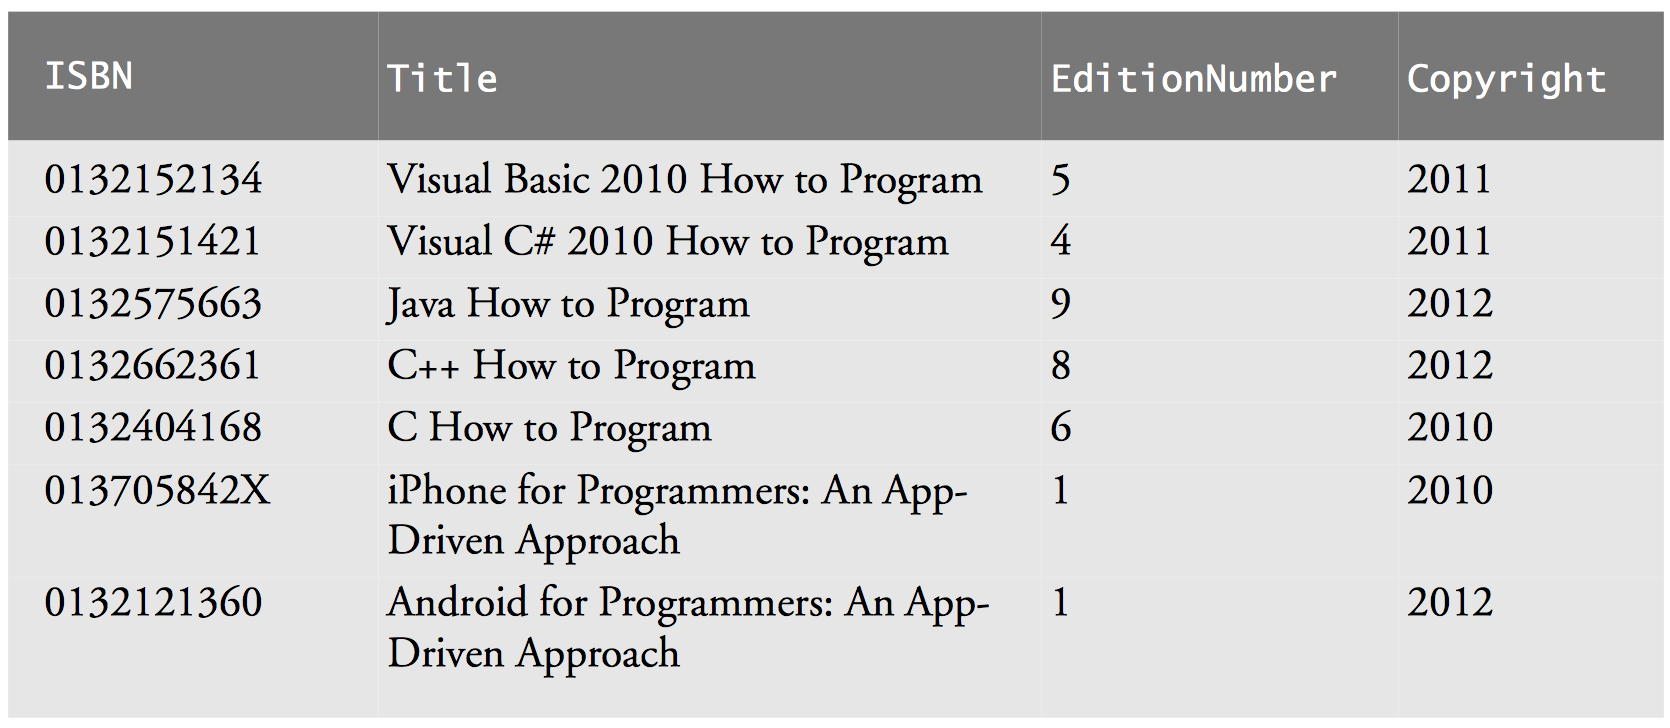 ISBN Title EditionNumber Copyright
0132152134 Visual Basic 2010 How to Program 5 2011
0132151421 Visual C# 2010 How to Program 4 2011
0132575663 Java How to Program 9 2012
0132662361 C++ How to Program 8 2012
0132404168 C How to Program 6 2010
013705842X iPhone for Programmers: An App- 1 2010
Driven Approach
0132121360 Android for Programmers: An App- 1 2012
Driven Approach